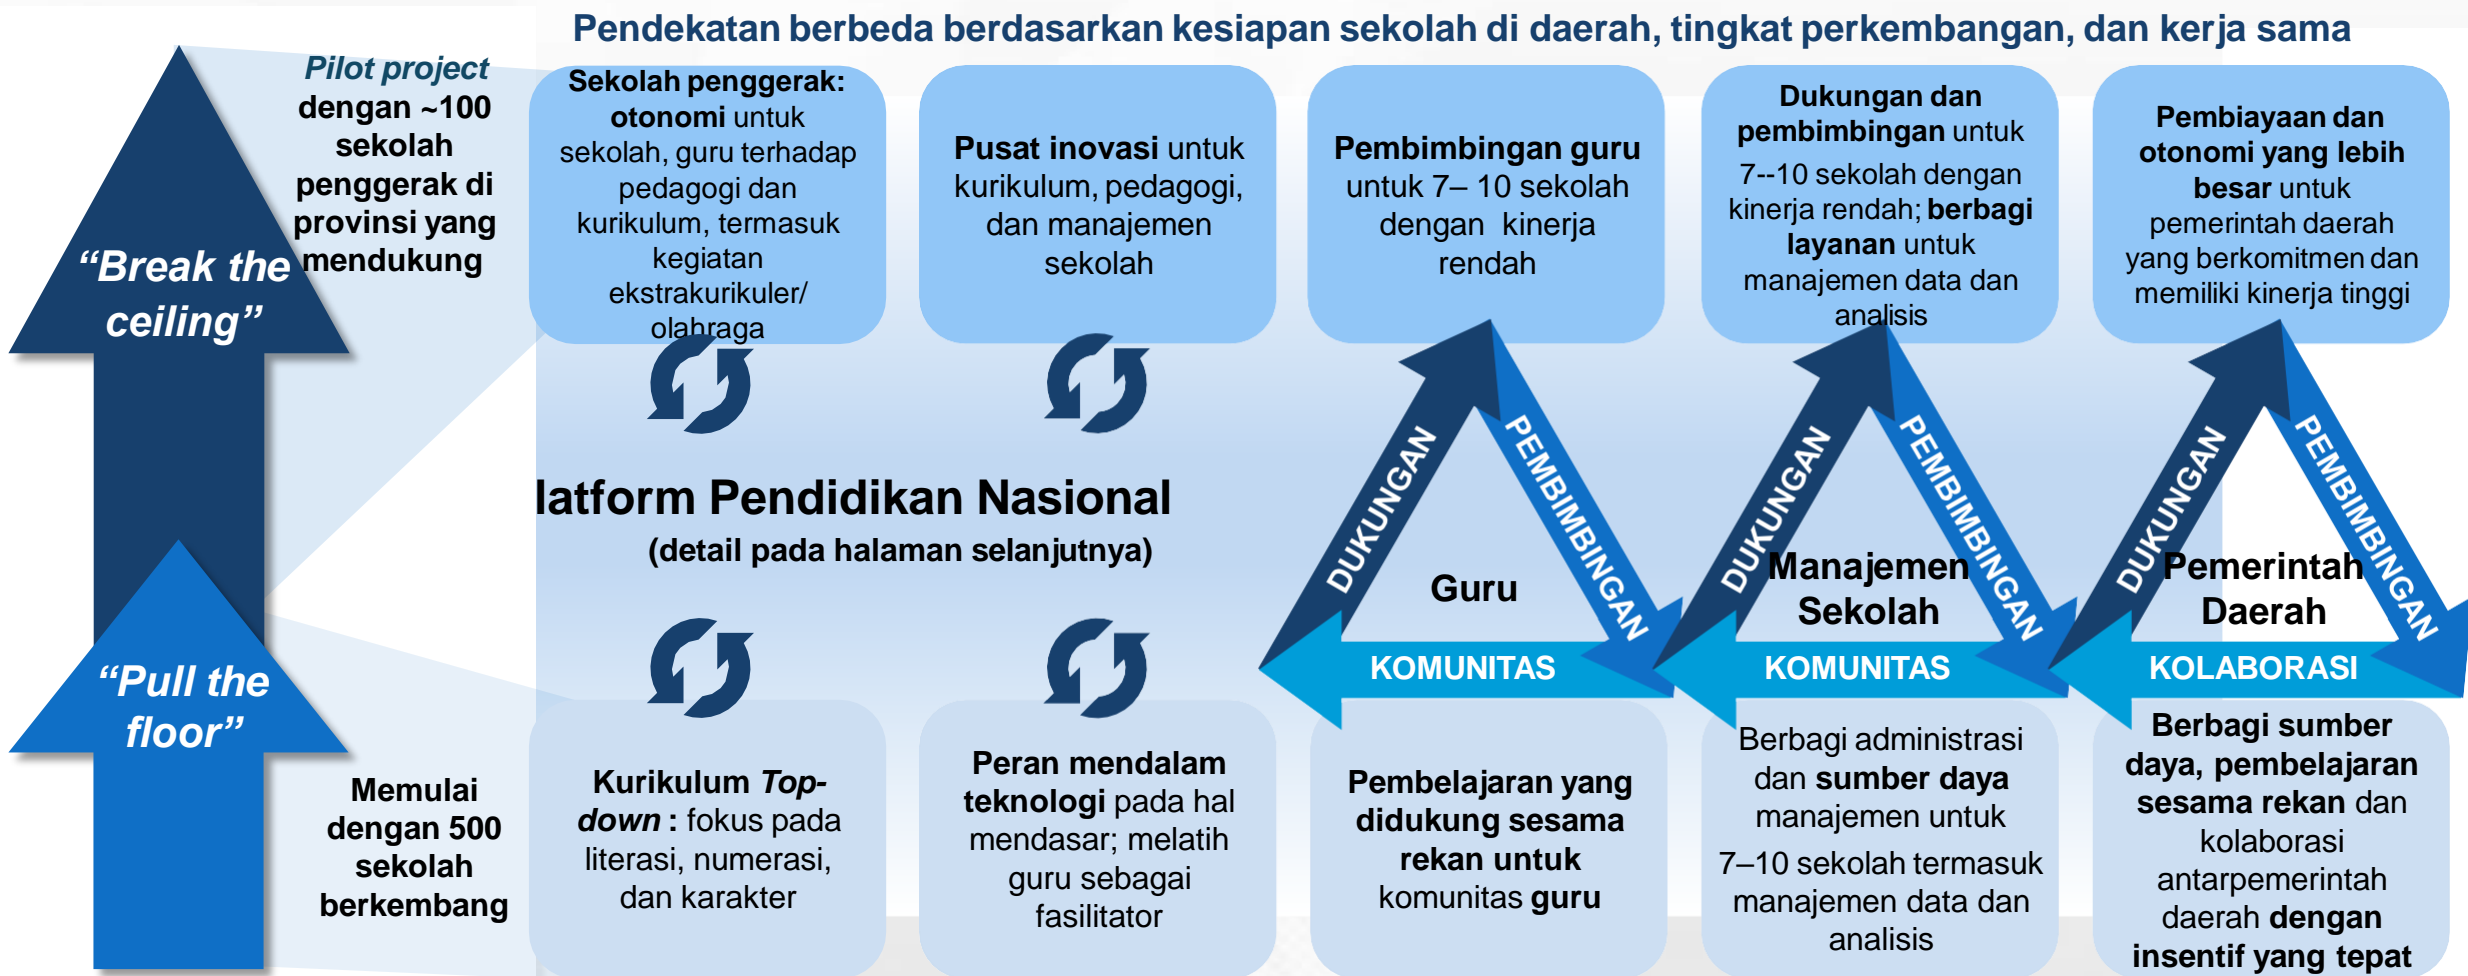 Pendekatan berbeda berdasarkan kesiapan sekolah di daerah, tingkat perkembangan, dan kerja sama
“Break the
ceiling”
Pilot project
dengan ~100
sekolah
penggerak di
provinsi yang
mendukung
Sekolah penggerak:
otonomi untuk
sekolah, guru terhadap
pedagogi dan
kurikulum, termasuk
kegiatan
ekstrakurikuler/
olahraga
Pusat inovasi untuk
kurikulum, pedagogi,
dan manajemen
sekolah
Pembimbingan guru
untuk 7– 10 sekolah
dengan kinerja
rendah
Dukungan dan
pembimbingan untuk
7--10 sekolah dengan
kinerja rendah; berbagi
layanan untuk
manajemen data dan
analisis
Pembiayaan dan
otonomi yang lebih
besar untuk
pemerintah daerah
yang berkomitmen dan
memiliki kinerja tinggi
latform Pendidikan Nasional
(detail pada halaman selanjutnya)
DUKUNGAN
PEMBIMBINGAN
Guru
KOMUNITAS
DUKUNGAN
PEMBIMBINGAN
Manajemen
Sekolah
KOMUNITAS
DUKUNGAN
PEMBIMBINGAN
Pemerintah
Daerah
KOLABORASI
“Pull the
floor”
Memulai
dengan 500
sekolah
berkembang
Kurikulum Top-
down : fokus pada
literasi, numerasi,
dan karakter
Peran mendalam
teknologi pada hal
mendasar; melatih
guru sebagai
fasilitator
Pembelajaran yang
didukung sesama
rekan untuk
komunitas guru
Berbagi administrasi
dan sumber daya
manajemen untuk
7–10 sekolah termasuk
manajemen data dan
analisis
Berbagi sumber
daya, pembelajaran
sesama rekan dan
kolaborasi
antarpemerintah
daerah dengan
insentif yang tepat